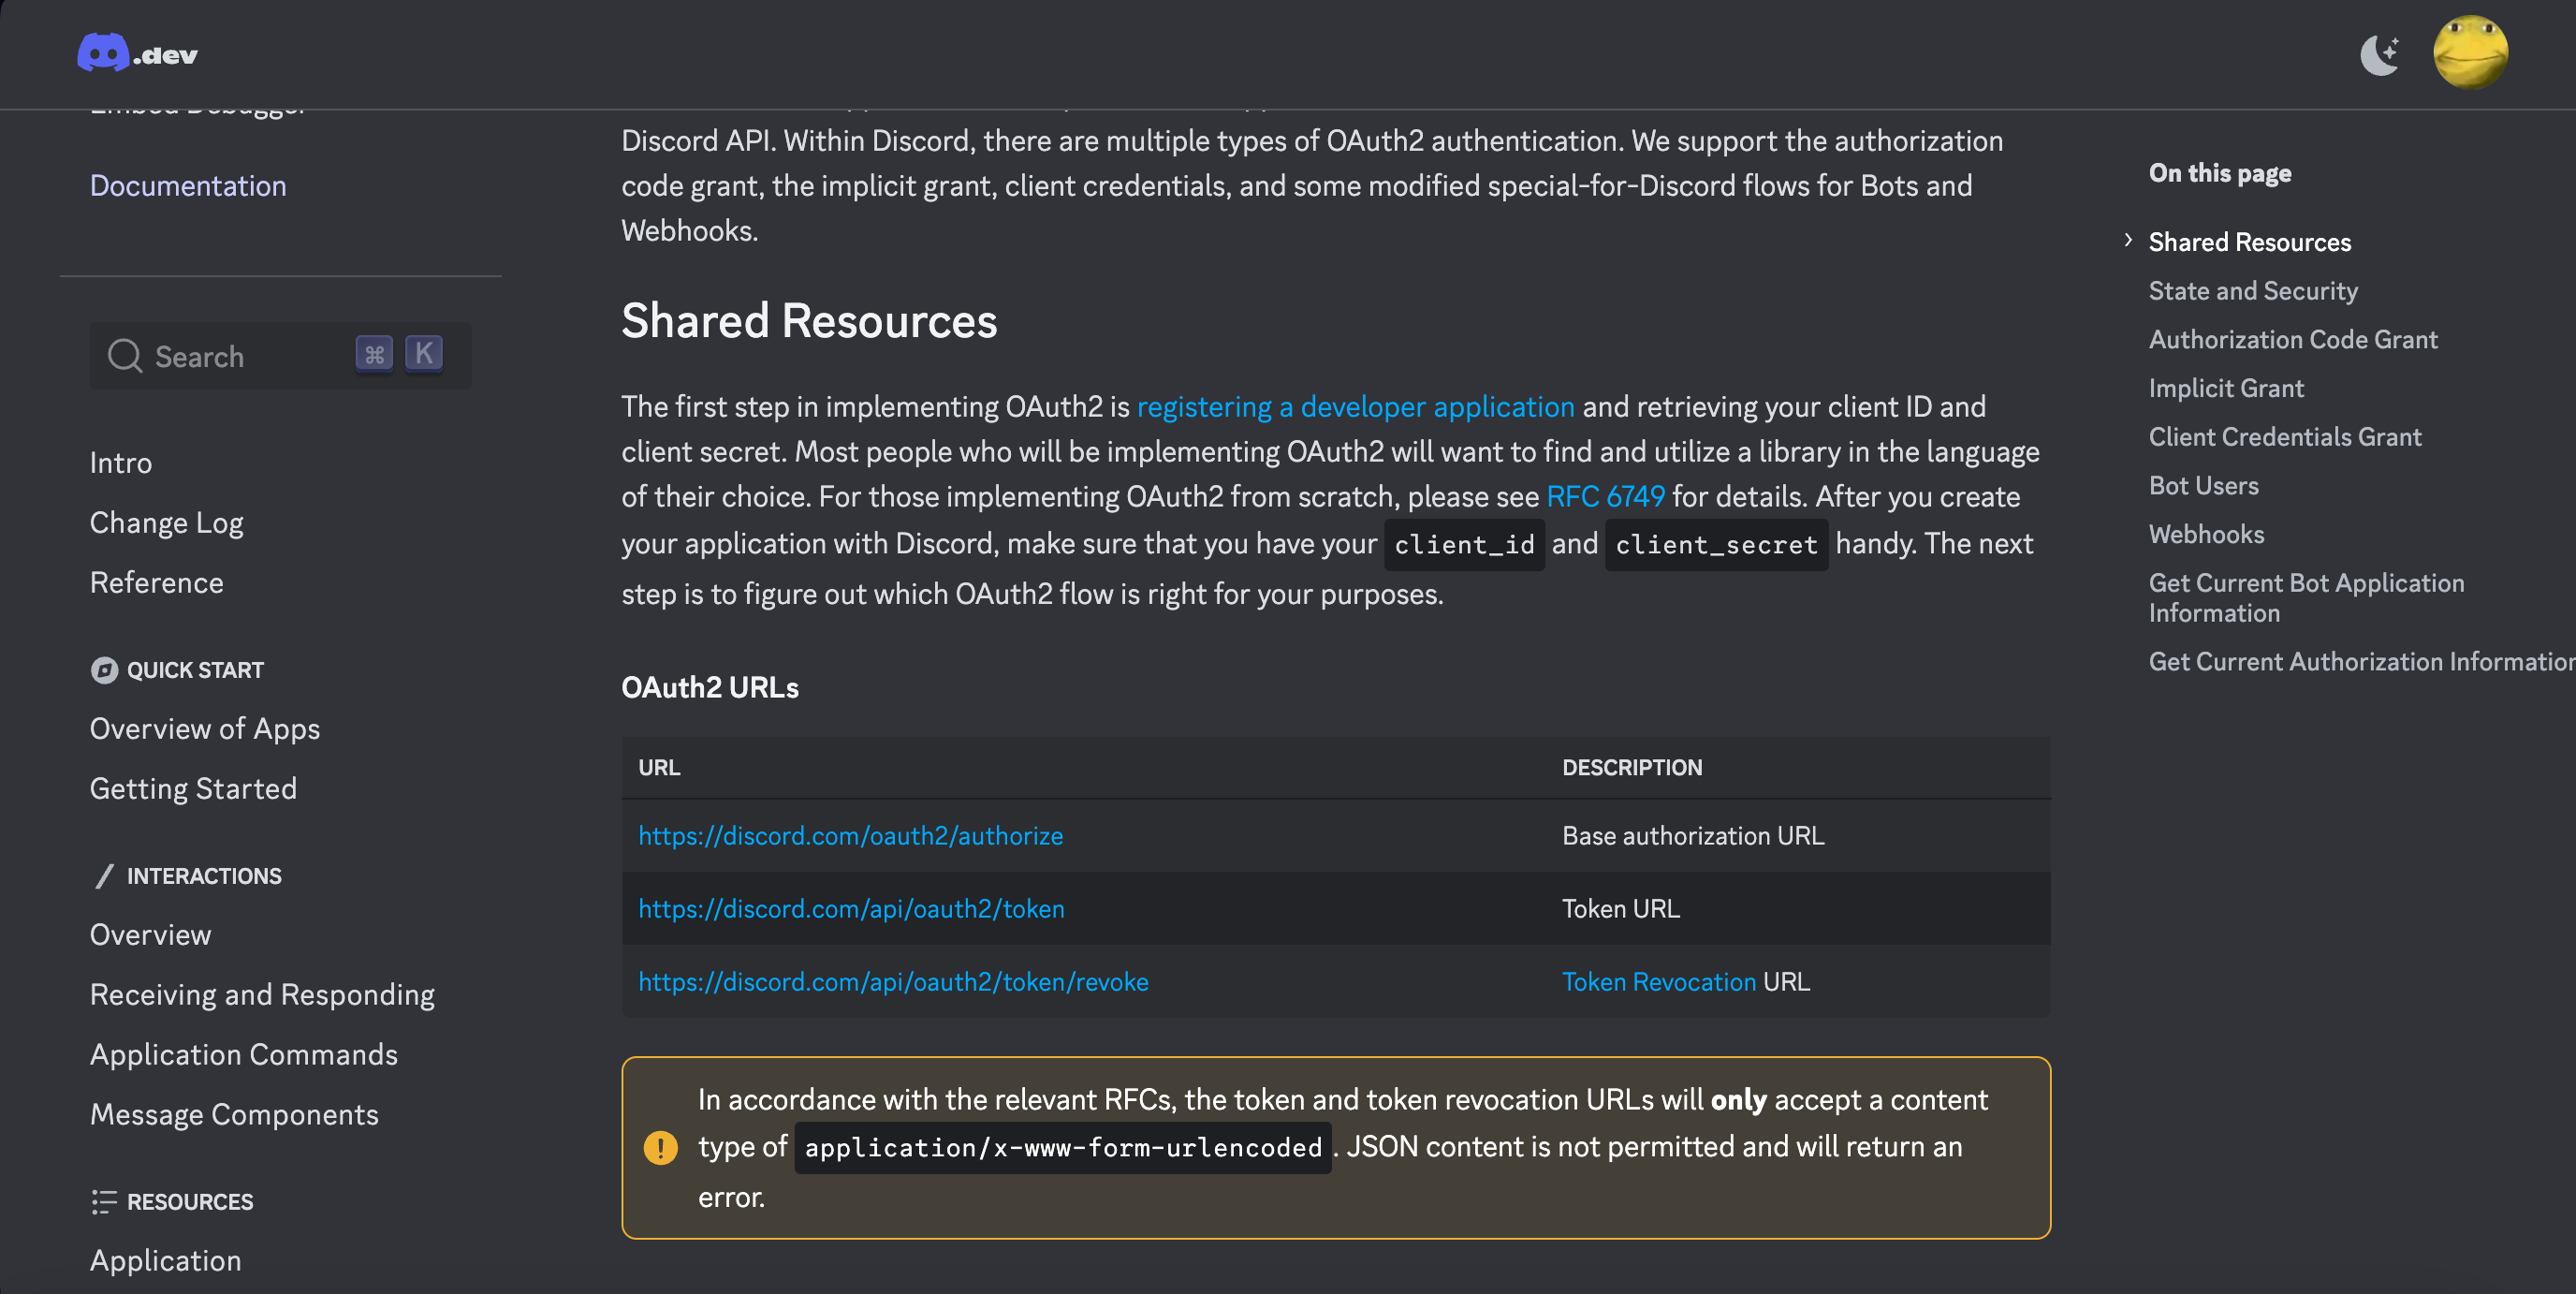 .dev
Embed Debugger
Documentation
Search
⌘ K
Intro
Change Log
Reference
QUICK START
Overview of Apps
Getting Started
INTERACTIONS
Overview
Receiving and Responding
Application Commands
Message Components
RESOURCES
Application
Discord API. Within Discord, there are multiple types of OAuth2 authentication. We support the authorization
code grant, the implicit grant, client credentials, and some modified special-for-Discord flows for Bots and
Webhooks.
Shared Resources
The first step in implementing OAuth2 is registering a developer application and retrieving your client ID and
client secret. Most people who will be implementing OAuth2 will want to find and utilize a library in the language
of their choice. For those implementing OAuth2 from scratch, please see RFC 6749 for details. After you create
your application with Discord, make sure that you have your client_id and client_secret handy. The next
step is to figure out which OAuth2 flow is right for your purposes.
OAuth2 URLs
URL DESCRIPTION
https://discord.com/oauth2/authorize Base authorization URL
https://discord.com/api/oauth2/token Token URL
https://discord.com/api/oauth2/token/revoke Token Revocation URL
In accordance with the relevant RFCs, the token and token revocation URLs will only accept a content
type of application/x-www-form-urlencoded. JSON content is not permitted and will return an
error.
On this page
Shared Resources
State and Security
Authorization Code Grant
Implicit Grant
Client Credentials Grant
Bot Users
Webhooks
Get Current Bot Application
Information
Get Current Authorization Information